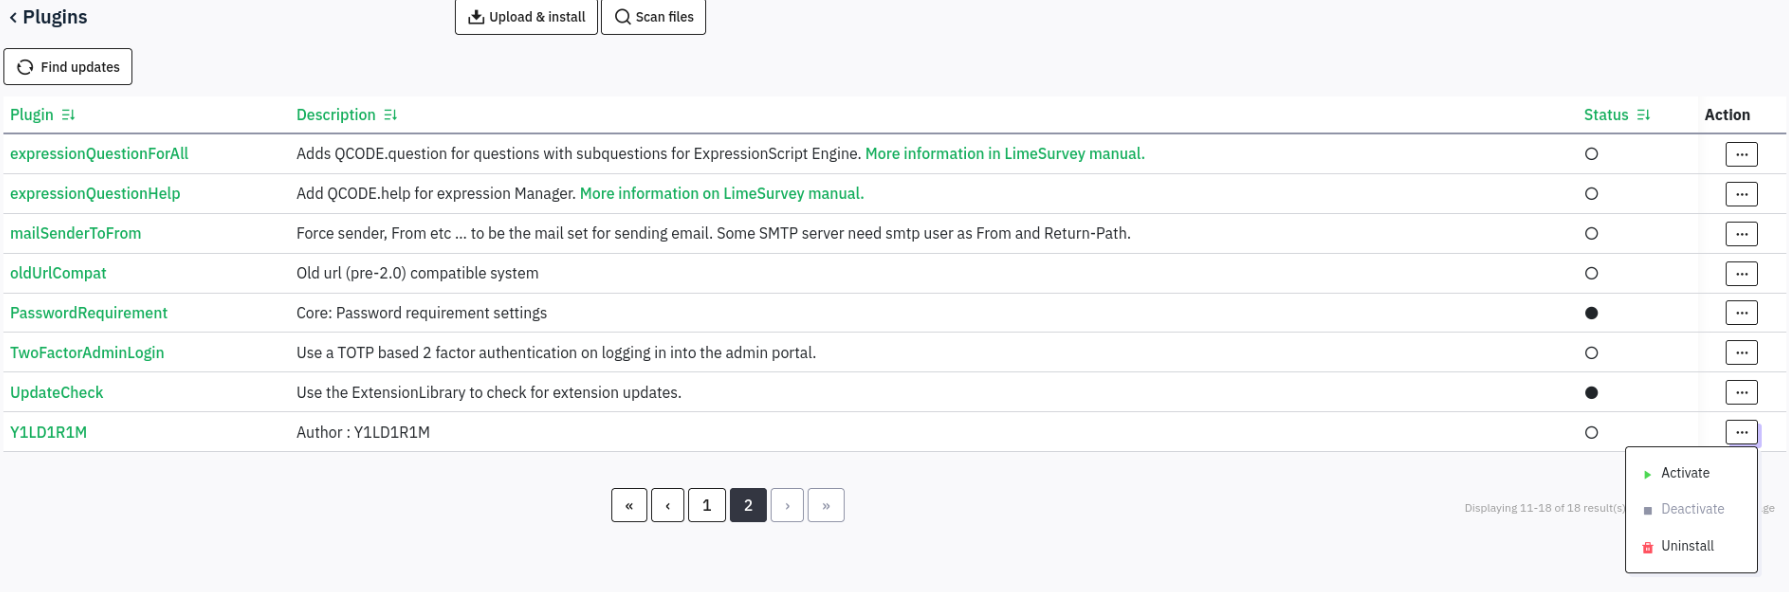 Plugins
Upload & install
Scan files
Find updates
Plugin Description Status Action
expressionQuestionForAll Adds QCODE.question for questions with subquestions for ExpressionScript Engine. More information in LimeSurvey manual.
expressionQuestionHelp Add QCODE.help for expression Manager. More information on LimeSurvey manual.
mailSenderToFrom Force sender, From etc ... to be the mail set for sending email. Some SMTP server need smtp user as From and Return-Path.
oldUrlCompat Old url (pre-2.0) compatible system
PasswordRequirement Core: Password requirement settings
TwoFactorAdminLogin Use a TOTP based 2 factor authentication on logging in into the admin portal.
UpdateCheck Use the ExtensionLibrary to check for extension updates.
Y1LD1R1M Author : Y1LD1R1M
Activate
« ‹ 1 2 › »
Displaying 11-18 of 18 result(s)
Deactivate
ge
Uninstall